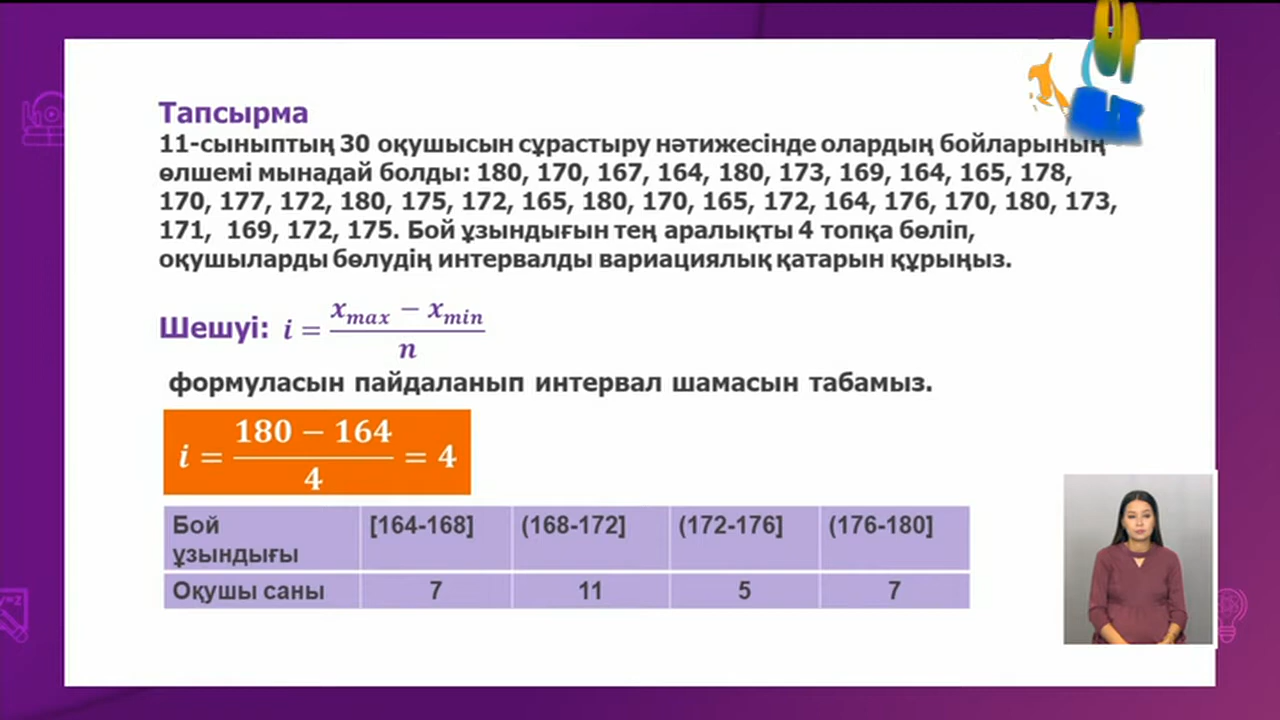 Тапсырма
11-сыныптың 30 оқушысын сұрастыру нәтижесінде олардың бойларының
өлшемі мынадай болды: 180, 170, 167, 164, 180, 173, 169, 164, 165, 178,
170, 177, 172, 180, 175, 172, 165, 180, 170, 165, 172, 164, 176, 170, 180, 173,
171, 169, 172, 175. Бой ұзындығын тең аралықты 4 топқа бөліп,
оқушыларды бөлудің интервалды вариациялық қатарын құрыңыз.
Шешуі: i = (x_max − x_min) / n
формуласын пайдаланып интервал шамасын табамыз.
i = (180 − 164) / 4 = 4
Бой ұзындығы [164-168] (168-172] (172-176] (176-180]
Оқушы саны 7 11 5 7